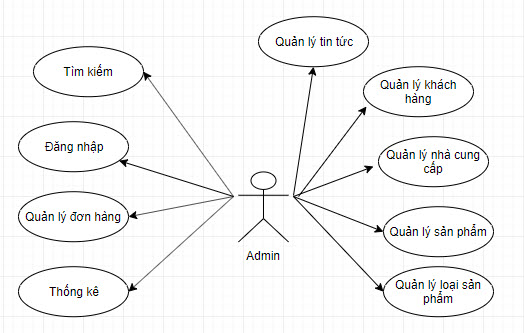 Quản lý tin tức
Tìm kiếm
Quản lý khách
hàng
Đăng nhập
Quản lý nhà cung
cấp
Quản lý đơn hàng
Quản lý sản phẩm
Admin
Thống kê
Quản lý loại sản
phẩm